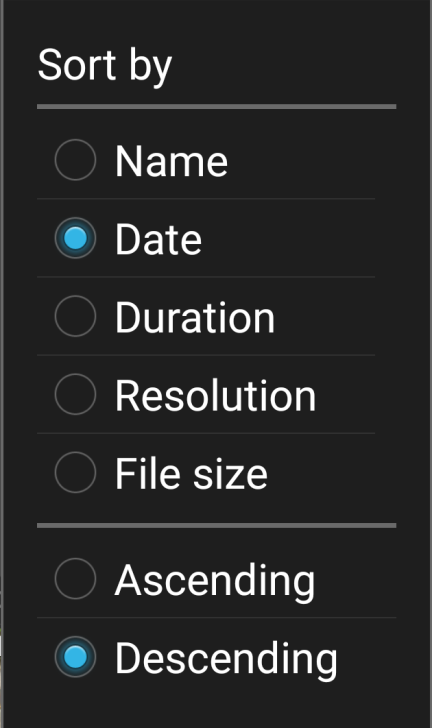 Sort by
Name
Date
Duration
Resolution
File size
Ascending
Descending